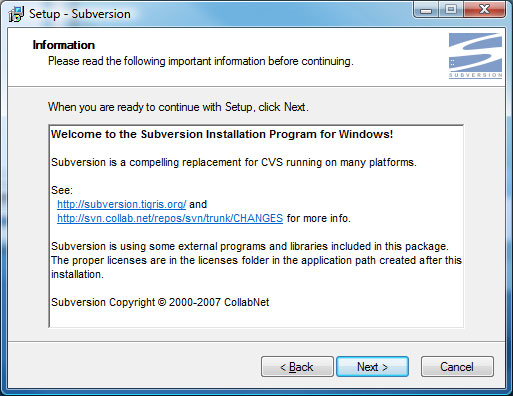 Setup - Subversion
Information
Please read the following important information before continuing.
SUBVERSION
When you are ready to continue with Setup, click Next.
Welcome to the Subversion Installation Program for Windows!
Subversion is a compelling replacement for CVS running on many platforms.
See:
http://subversion.tigris.org/ and
http://svn.collab.net/repos/svn/trunk/CHANGES for more info.
Subversion is using some external programs and libraries included in this package.
The proper licenses are in the licenses folder in the application path created after this
installation.
Subversion Copyright © 2000-2007 CollabNet
< Back
Next >
Cancel